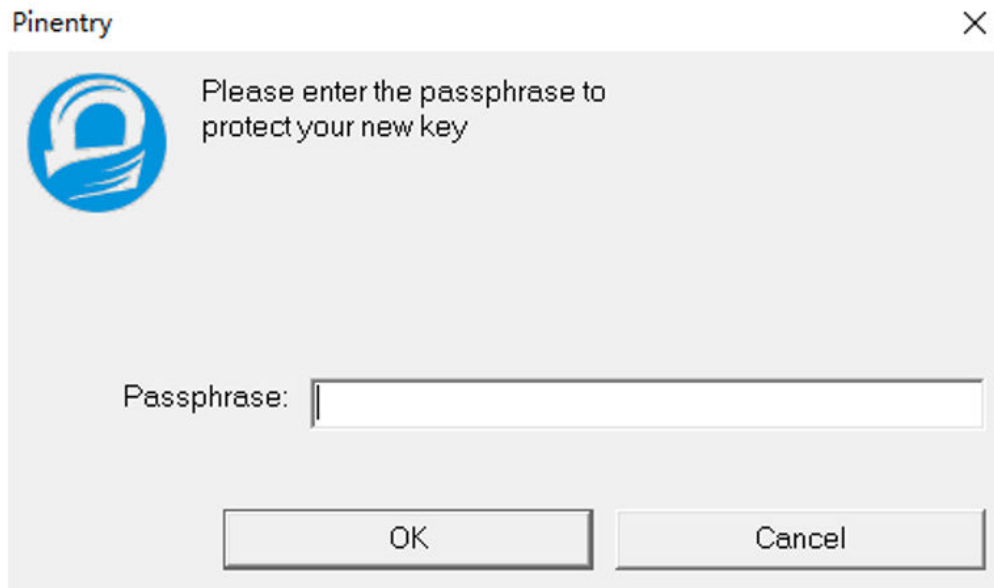 Pinentry
Please enter the passphrase to
protect your new key
Passphrase:
OK
Cancel